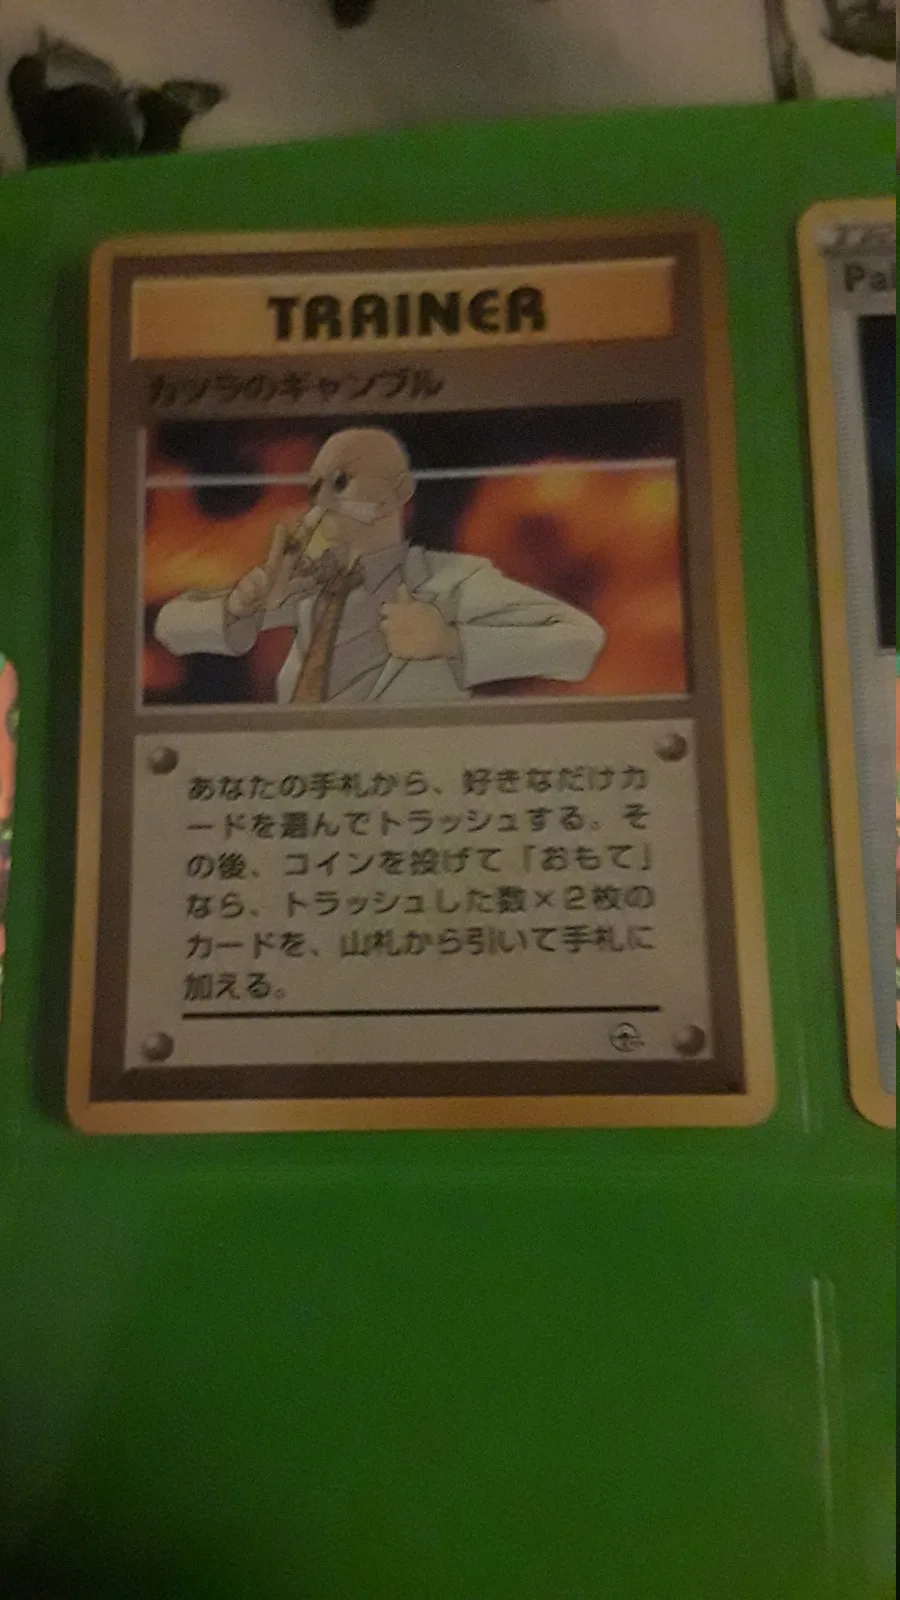 TRAINER
カツラのギャンブル
あなたの手札から、好きなだけカ
ードを選んでトラッシュする。そ
の後、コインを投げて「おもて」
なら、トラッシュした数×2枚の
カードを、山札から引いて手札に
加える。
Pal